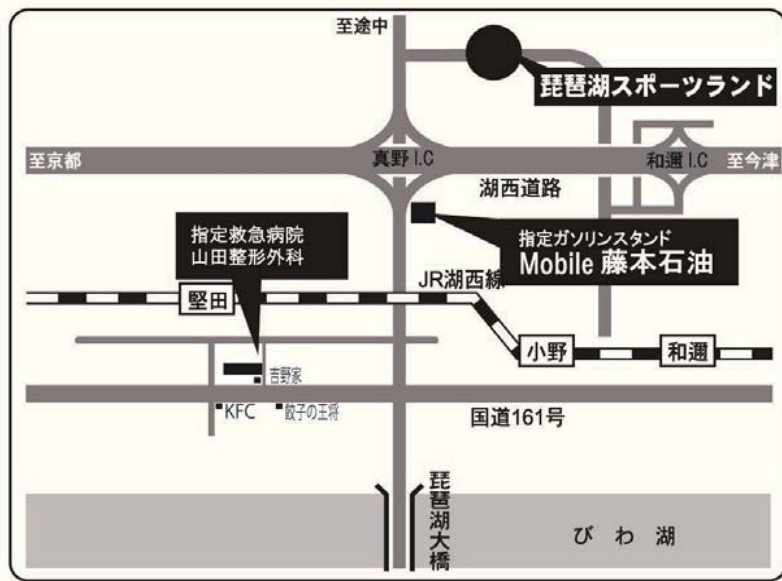 至途中
琵琶湖スポーツランド
至京都
真野I.C
和邇I.C
至今津
湖西道路
指定救急病院
山田整形外科
指定ガソリンスタンド
Mobile 藤本石油
JR湖西線
堅田
小野
和邇
吉野家
KFC
餃子の王将
国道161号
琵琶湖大橋
びわ湖